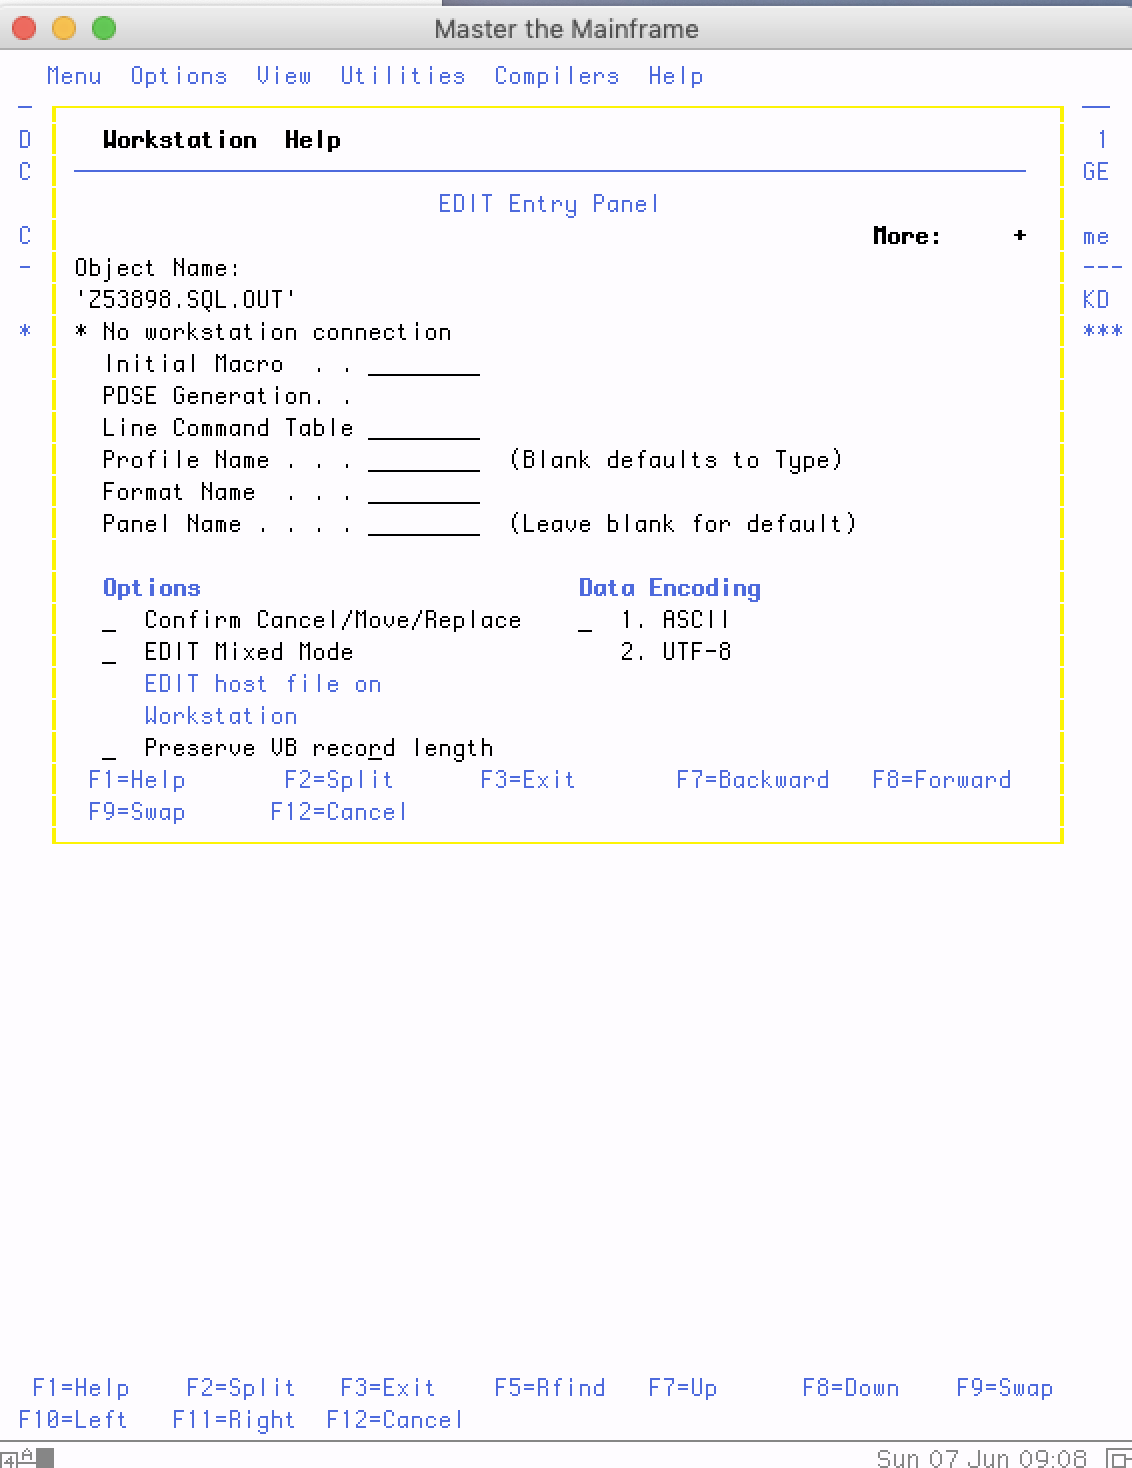 Master the Mainframe
Menu  Options  View  Utilities  Compilers  Help
D  Workstation  Help  1
C  GE
EDIT Entry Panel
C  More:     +  me
-  Object Name:  ---
'Z53898.SQL.OUT'  KD
*  * No workstation connection  ***
Initial Macro  . . ________
PDSE Generation. .
Line Command Table ________
Profile Name . . . ________  (Blank defaults to Type)
Format Name  . . . ________
Panel Name . . . . ________  (Leave blank for default)
Options  Data Encoding
_  Confirm Cancel/Move/Replace  _  1. ASCII
_  EDIT Mixed Mode  2. UTF-8
EDIT host file on
Workstation
_  Preserve VB record length
F1=Help  F2=Split  F3=Exit  F7=Backward  F8=Forward
F9=Swap  F12=Cancel
F1=Help  F2=Split  F3=Exit  F5=Rfind  F7=Up  F8=Down  F9=Swap
F10=Left  F11=Right  F12=Cancel
4 A  Sun 07 Jun 09:08